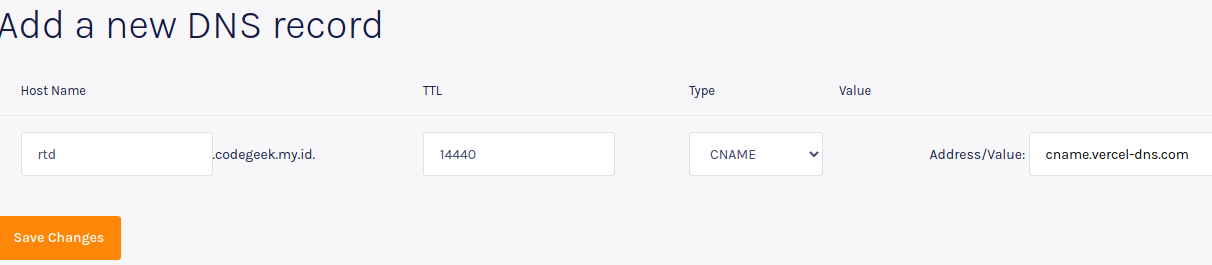 Add a new DNS record
Host Name TTL Type Value
rtd .codegeek.my.id. 14440 CNAME Address/Value: cname.vercel-dns.com
Save Changes